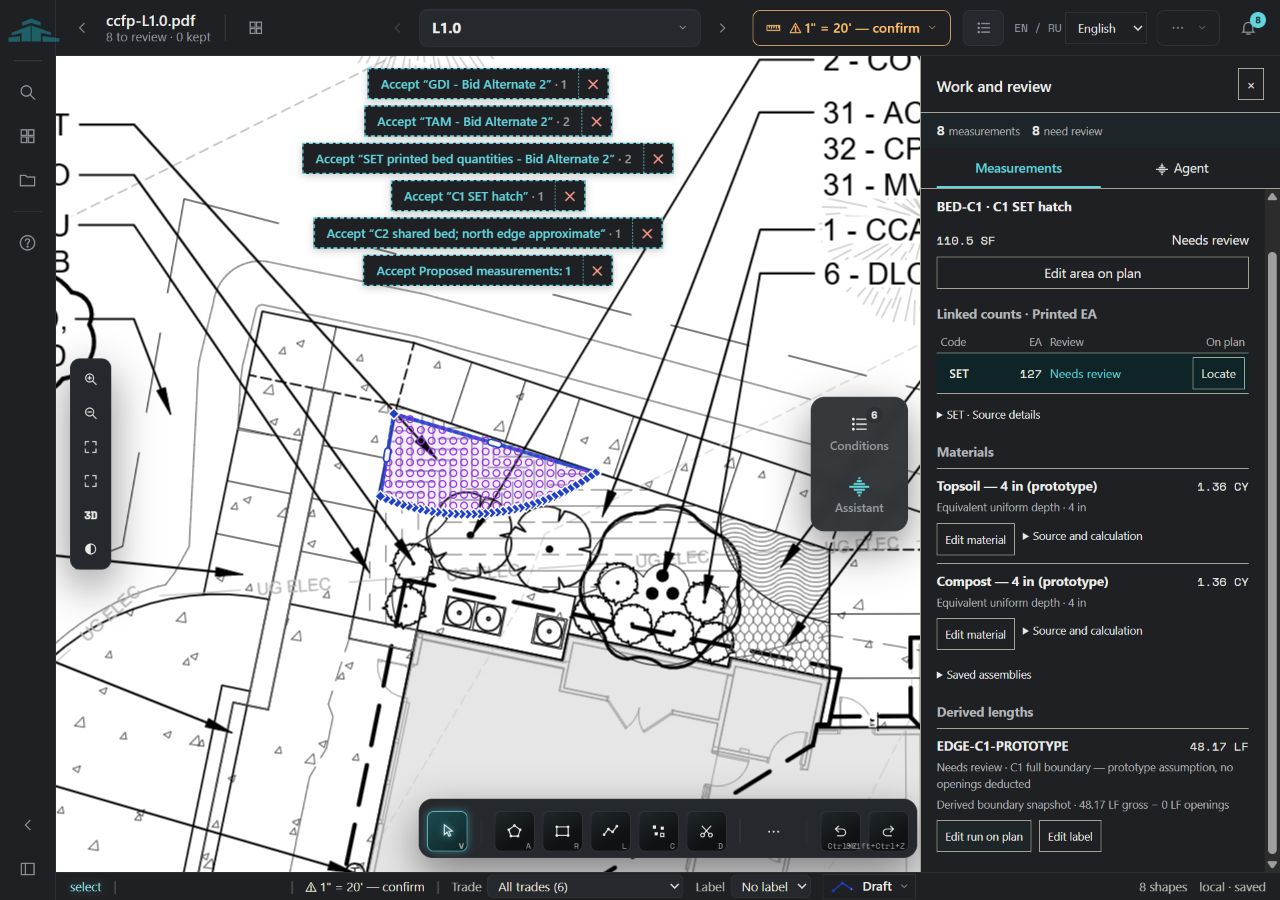 ccfp-L1.0.pdf
8 to review · 0 kept
L1.0
⚠ 1" = 20' — confirm
EN / RU
English
8
Accept “GDI - Bid Alternate 2” · 1
Accept “TAM - Bid Alternate 2” · 2
Accept “SET printed bed quantities - Bid Alternate 2” · 2
Accept “C1 SET hatch” · 1
Accept “C2 shared bed; north edge approximate” · 1
Accept Proposed measurements: 1
31 - AC
32 - CP
31 - MV
1 - CCA
6 - DLC
UG ELEC
UG ELEC
UG ELEC
UG ELEC
UG ELEC
3D
6
Conditions
Assistant
V
A
R
L
C
D
Work and review
×
8 measurements 8 need review
Measurements
Agent
BED-C1 · C1 SET hatch
110.5 SF
Needs review
Edit area on plan
Linked counts · Printed EA
Code EA Review On plan
SET 127 Needs review Locate
SET · Source details
Materials
Topsoil — 4 in (prototype) 1.36 CY
Equivalent uniform depth · 4 in
Edit material
Source and calculation
Compost — 4 in (prototype) 1.36 CY
Equivalent uniform depth · 4 in
Edit material
Source and calculation
Saved assemblies
Derived lengths
EDGE-C1-PROTOTYPE 48.17 LF
Needs review · C1 full boundary — prototype assumption, no
openings deducted
Derived boundary snapshot · 48.17 LF gross − 0 LF openings
Edit run on plan
Edit label
select
⚠ 1" = 20' — confirm
Trade All trades (6)
Label No label
Draft
8 shapes local · saved